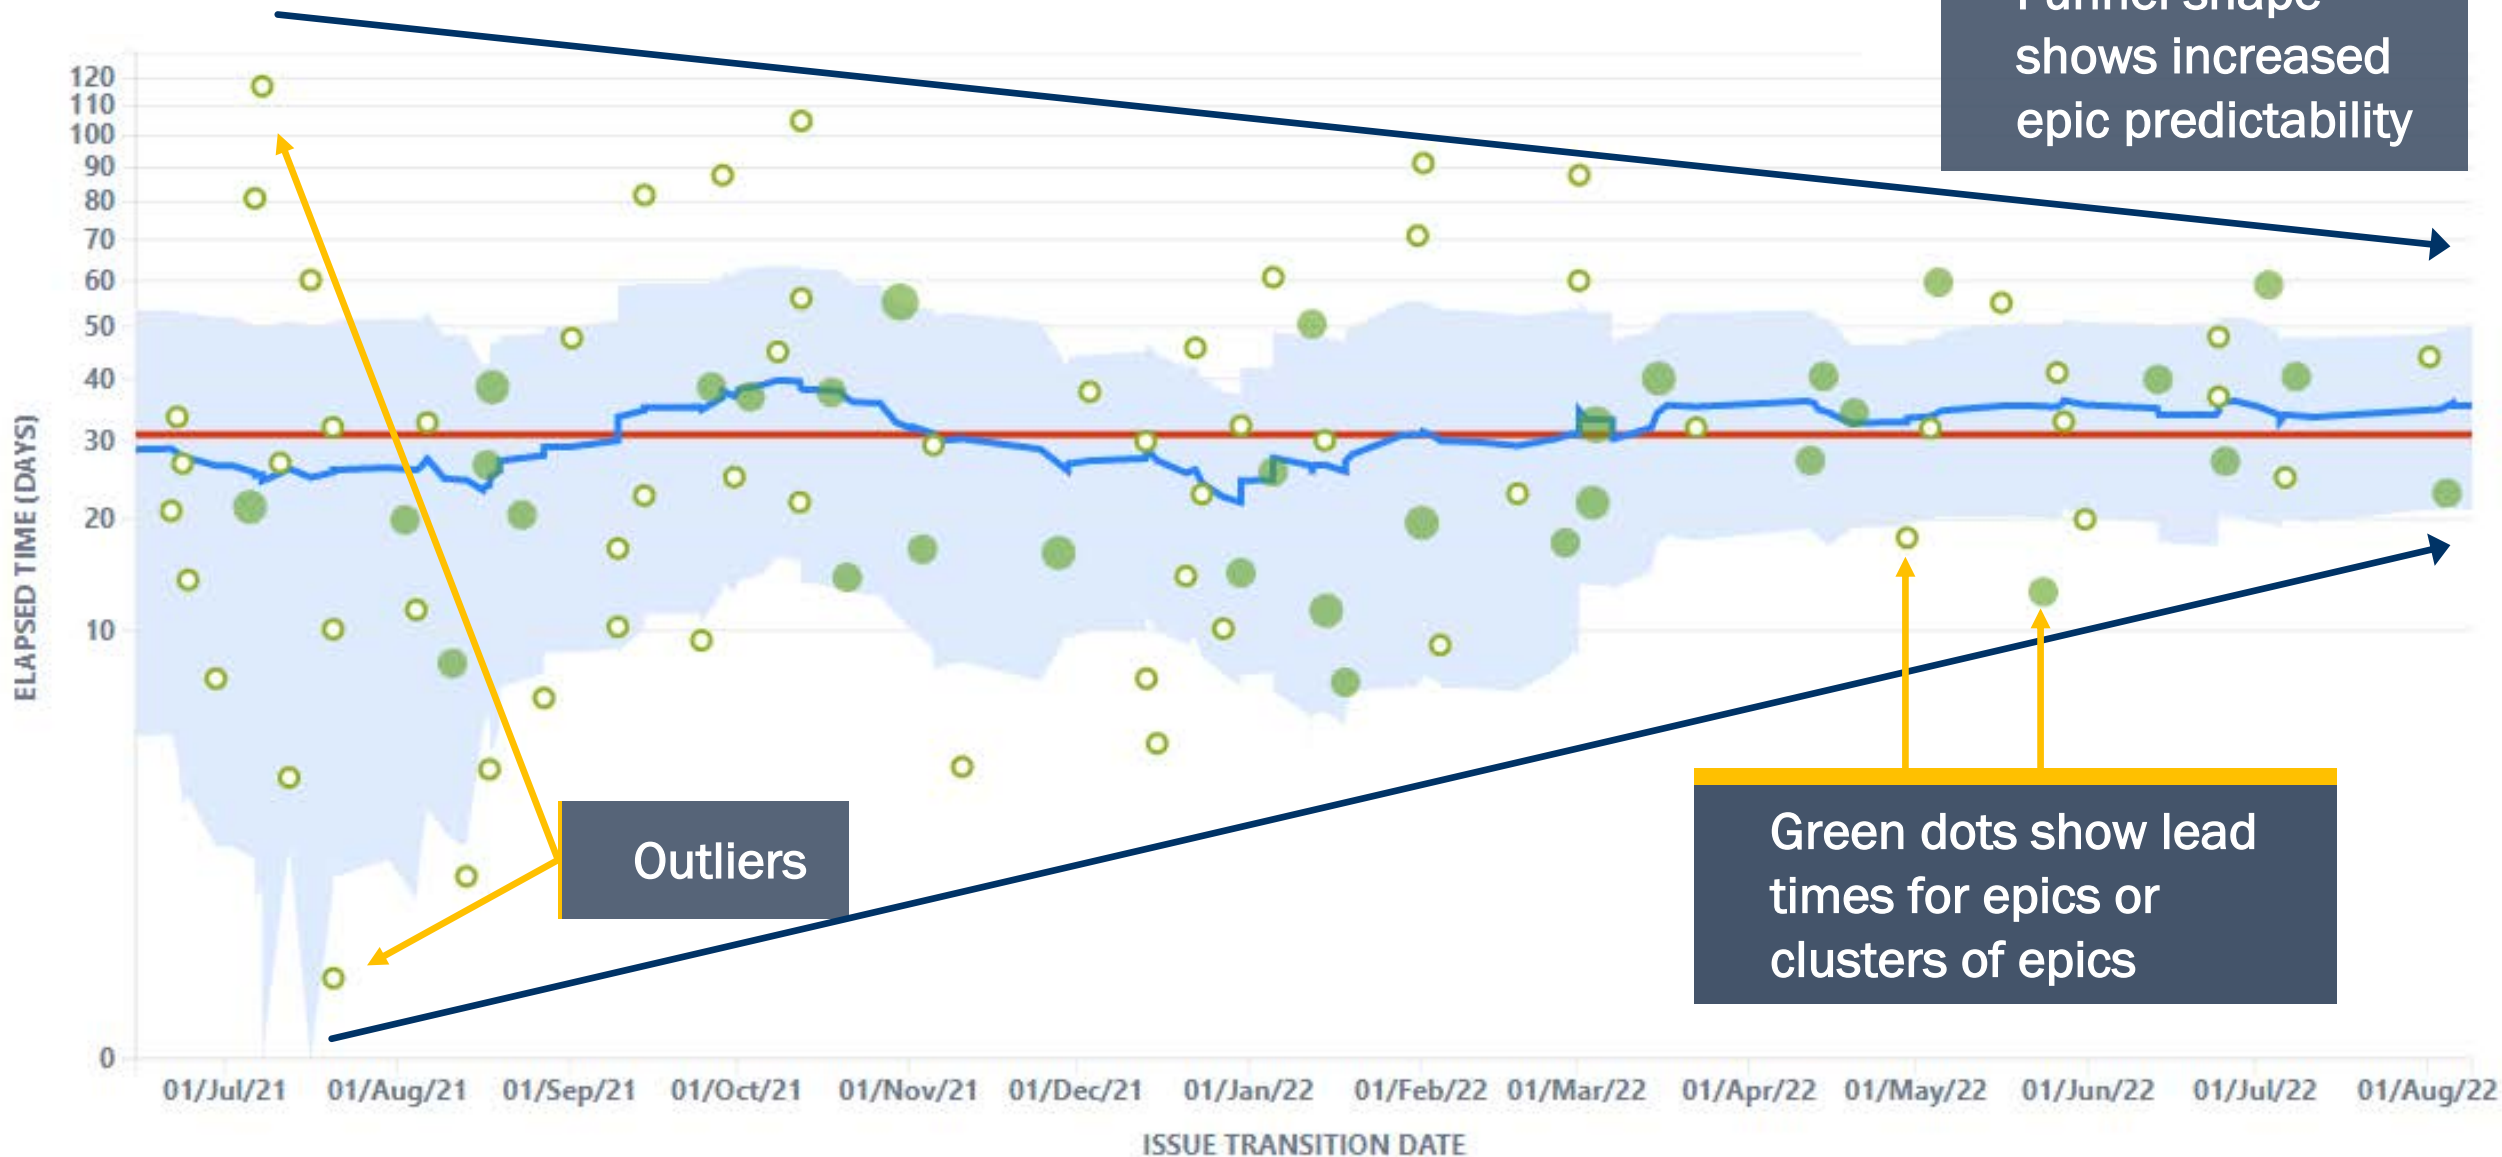 Funnel shape
shows increased
epic predictability
120
110
100
90
80
70
60
50
40
30
20
10
0
ELAPSED TIME (DAYS)
Outliers
Green dots show lead
times for epics or
clusters of epics
01/Jul/21 01/Aug/21 01/Sep/21 01/Oct/21 01/Nov/21 01/Dec/21 01/Jan/22 01/Feb/22 01/Mar/22 01/Apr/22 01/May/22 01/Jun/22 01/Jul/22 01/Aug/22
ISSUE TRANSITION DATE